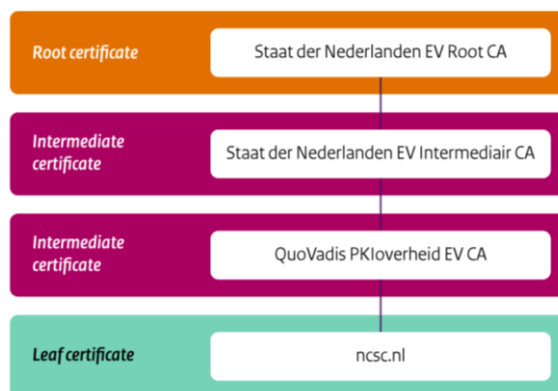 Root certificate
Staat der Nederlanden EV Root CA
Intermediate
certificate
Staat der Nederlanden EV Intermediair CA
Intermediate
certificate
QuoVadis PKIoverheid EV CA
Leaf certificate
ncsc.nl